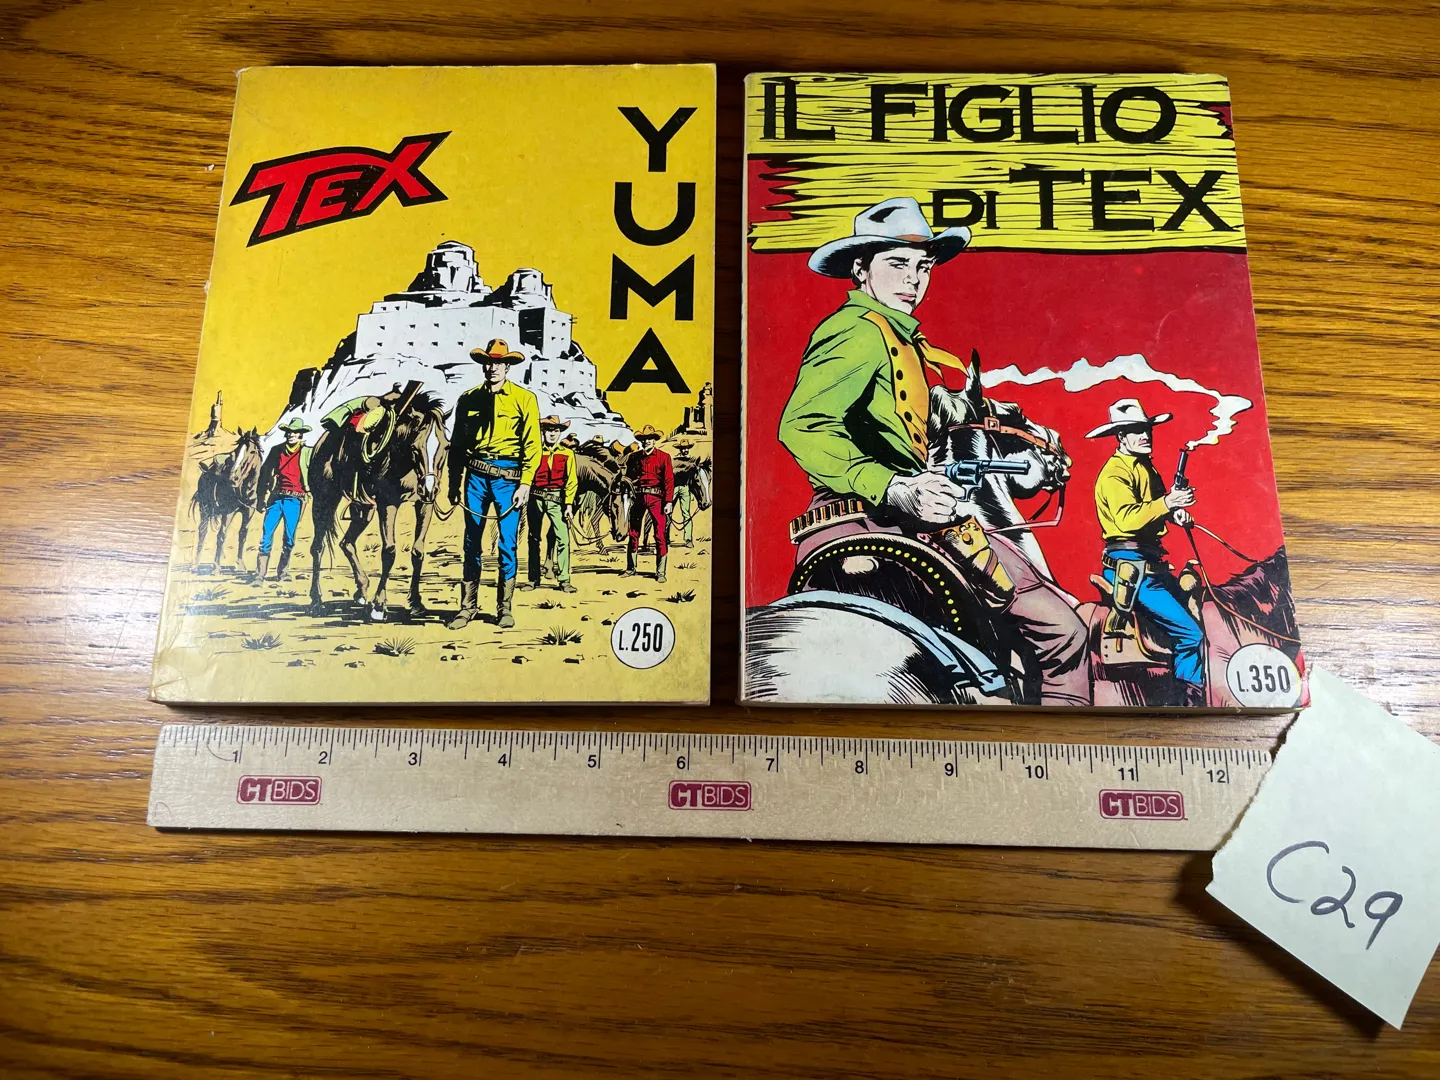 TEX
YUMA
L.250
IL FIGLIO
DI TEX
L.350
1 2 3 4 5 6 7 8 9 10 11 12
CTBIDS CTBIDS CTBIDS
C29